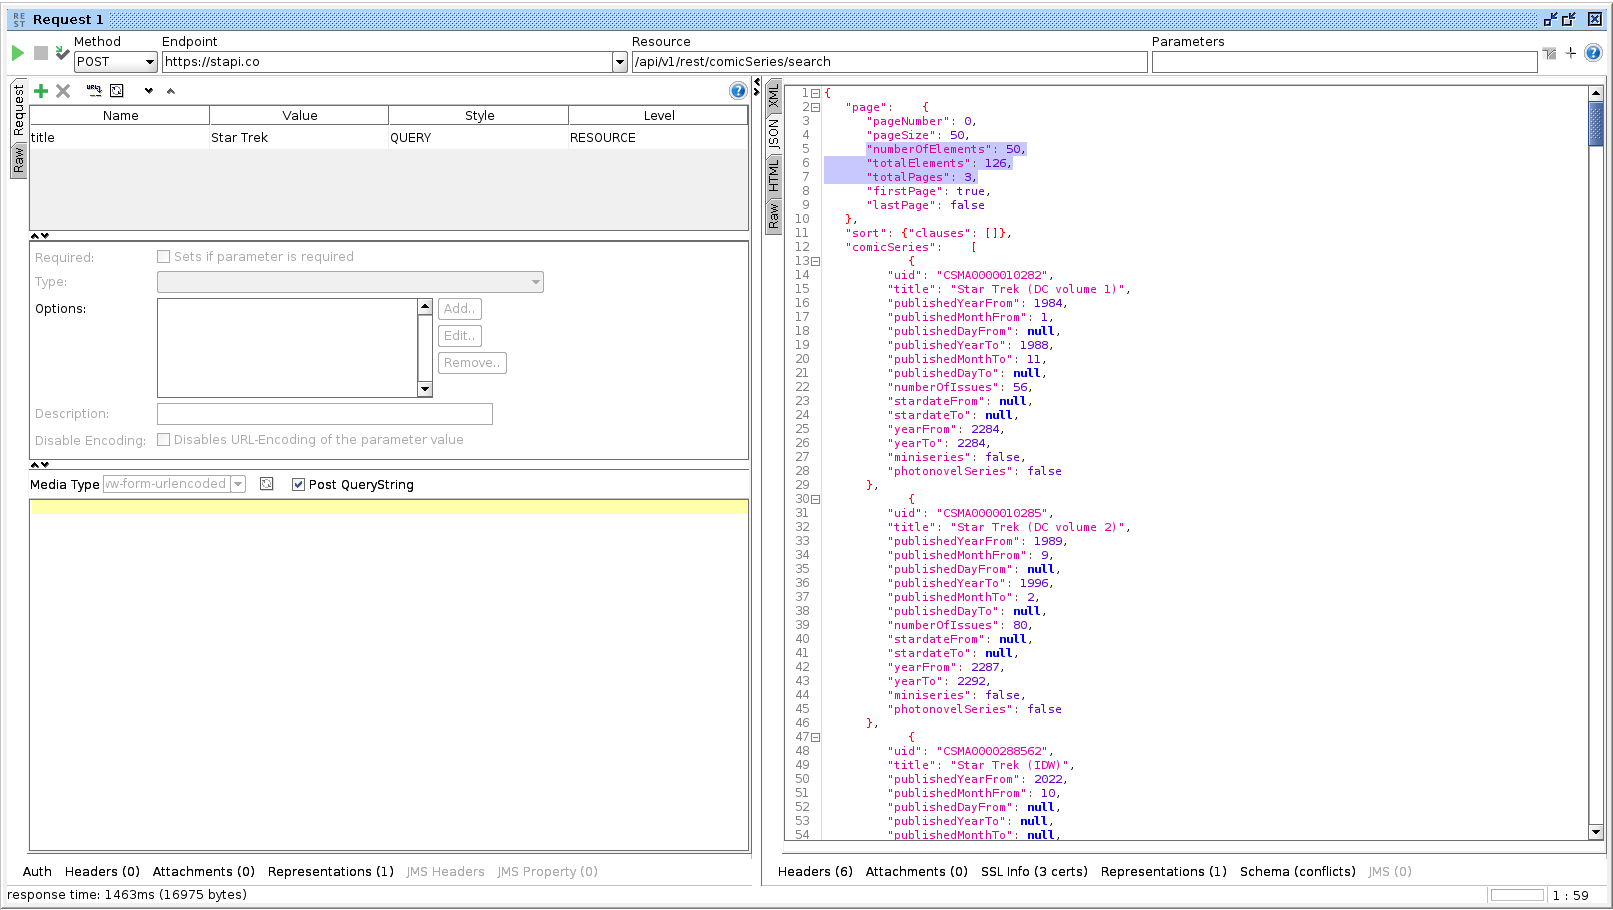 RE ST Request 1
Method Endpoint Resource Parameters
POST https://stapi.co /api/v1/rest/comicSeries/search
Request
Raw
Name Value Style Level
title Star Trek QUERY RESOURCE
Required: Sets if parameter is required
Type:
Options: Add..
Edit..
Remove..
Description:
Disable Encoding: Disables URL-Encoding of the parameter value
Media Type w-form-urlencoded Post QueryString
Auth Headers (0) Attachments (0) Representations (1) JMS Headers JMS Property (0)
XML
JSON
HTML
Raw
1 {
2 "page": {
3 "pageNumber": 0,
4 "pageSize": 50,
5 "numberOfElements": 50,
6 "totalElements": 126,
7 "totalPages": 3,
8 "firstPage": true,
9 "lastPage": false
10 },
11 "sort": {"clauses": []},
12 "comicSeries": [
13 {
14 "uid": "CSMA0000010282",
15 "title": "Star Trek (DC volume 1)",
16 "publishedYearFrom": 1984,
17 "publishedMonthFrom": 1,
18 "publishedDayFrom": null,
19 "publishedYearTo": 1988,
20 "publishedMonthTo": 11,
21 "publishedDayTo": null,
22 "numberOfIssues": 56,
23 "stardateFrom": null,
24 "stardateTo": null,
25 "yearFrom": 2284,
26 "yearTo": 2284,
27 "miniseries": false,
28 "photonovelSeries": false
29 },
30 {
31 "uid": "CSMA0000010285",
32 "title": "Star Trek (DC volume 2)",
33 "publishedYearFrom": 1989,
34 "publishedMonthFrom": 9,
35 "publishedDayFrom": null,
36 "publishedYearTo": 1996,
37 "publishedMonthTo": 2,
38 "publishedDayTo": null,
39 "numberOfIssues": 80,
40 "stardateFrom": null,
41 "stardateTo": null,
42 "yearFrom": 2287,
43 "yearTo": 2292,
44 "miniseries": false,
45 "photonovelSeries": false
46 },
47 {
48 "uid": "CSMA0000288562",
49 "title": "Star Trek (IDW)",
50 "publishedYearFrom": 2022,
51 "publishedMonthFrom": 10,
52 "publishedDayFrom": null,
53 "publishedYearTo": null,
54 "publishedMonthTo": null,
Headers (6) Attachments (0) SSL Info (3 certs) Representations (1) Schema (conflicts) JMS (0)
response time: 1463ms (16975 bytes) 1 : 59